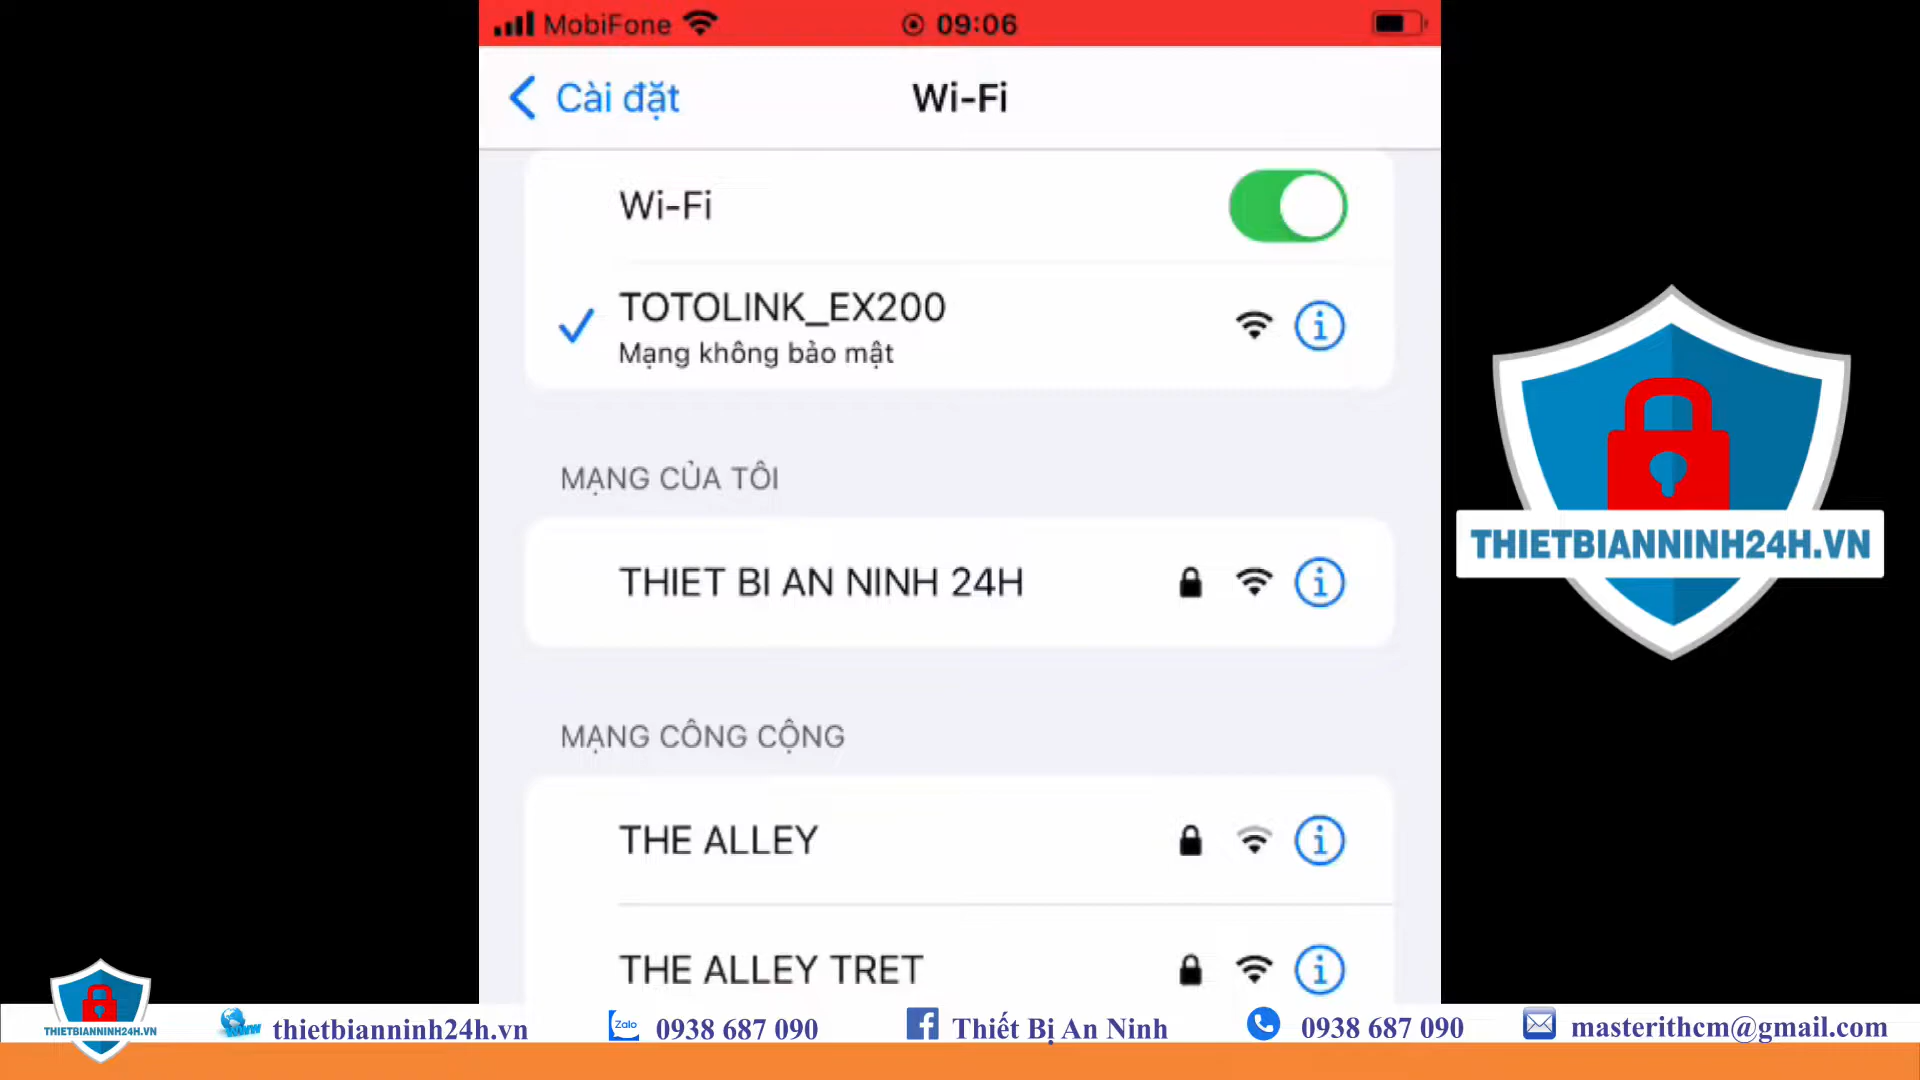 MobiFone
09:06
Cài đặt
Wi-Fi
Wi-Fi
TOTOLINK_EX200
Mạng không bảo mật
MẠNG CỦA TÔI
THIET BI AN NINH 24H
MẠNG CÔNG CỘNG
THE ALLEY
THE ALLEY TRET
THIETBIANNINH24H.VN
THIETBIANNINH24H.VN
www
thietbianninh24h.vn
Zalo
0938 687 090
Thiết Bị An Ninh
0938 687 090
masterithcm@gmail.com